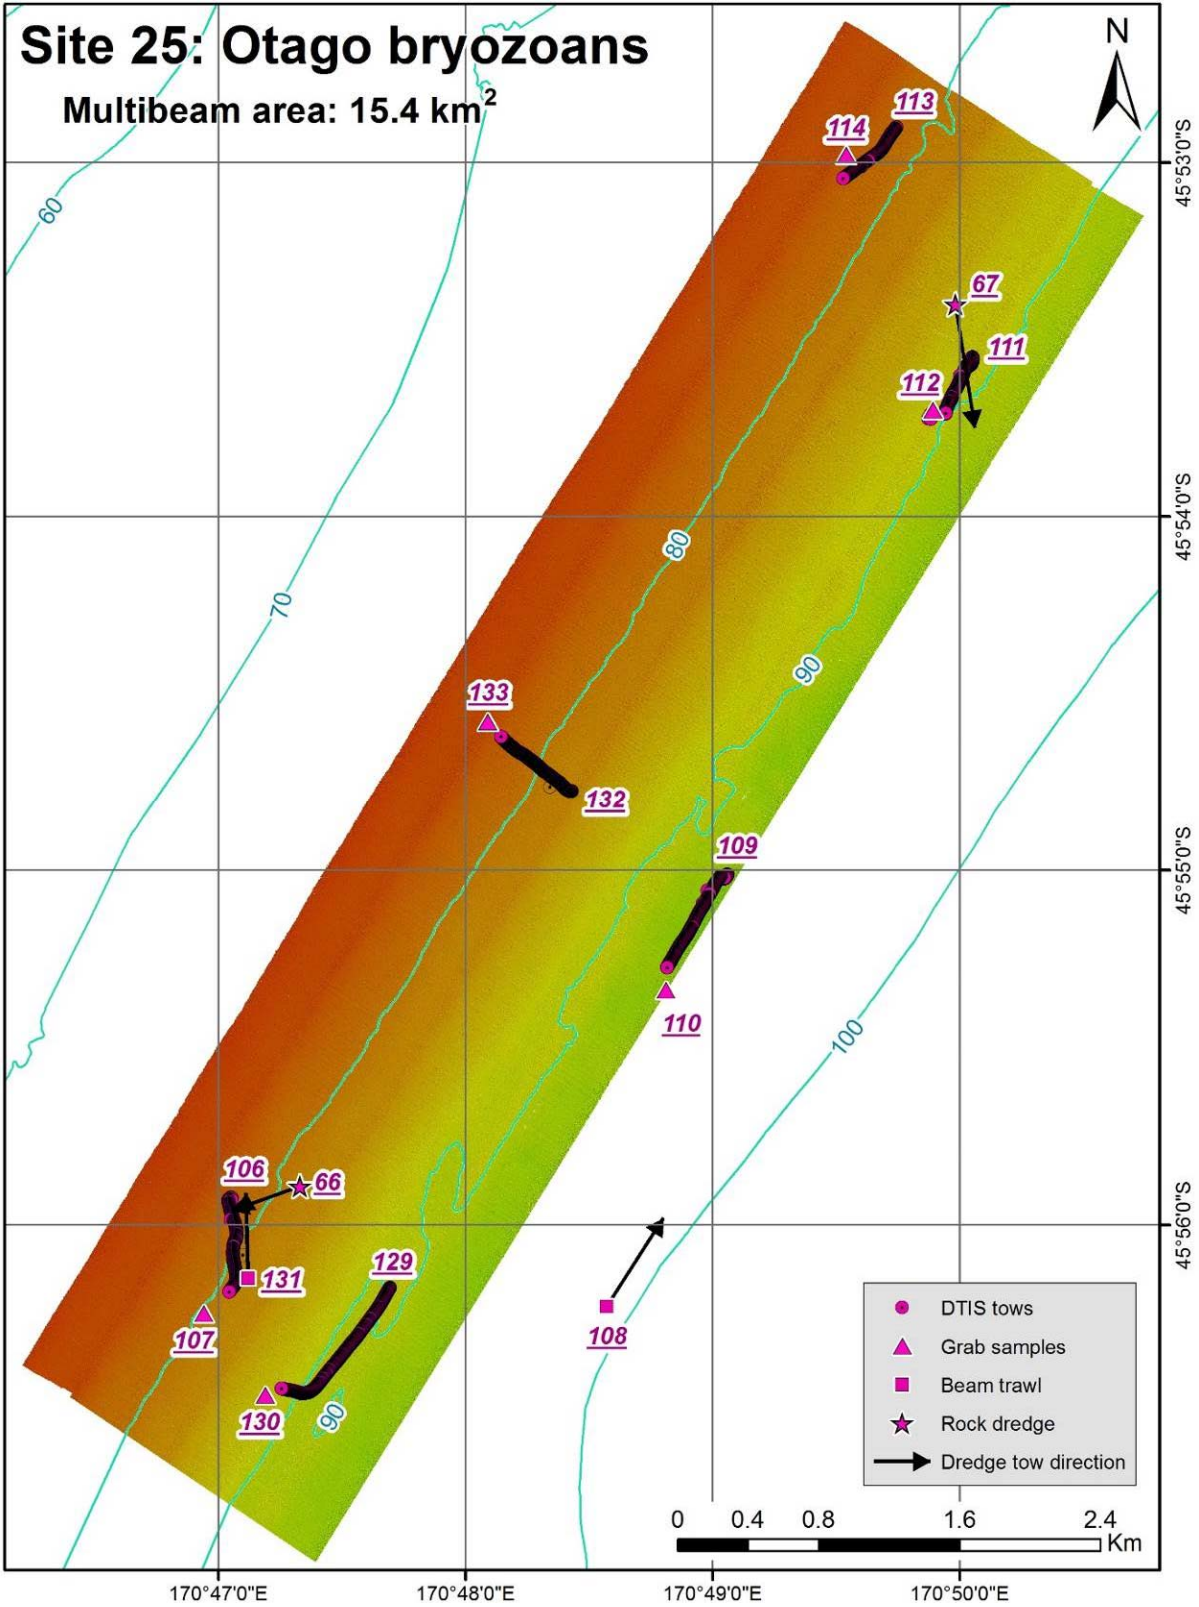 Site 25: Otago bryozoans
Multibeam area: 15.4 km²
N
113
114
45°53'0"S
60
67
111
112
45°54'0"S
80
70
90
133
132
109
45°55'0"S
110
100
106
66
45°56'0"S
129
131
107
108
130
90
DTIS tows
Grab samples
Beam trawl
Rock dredge
Dredge tow direction
0 0.4 0.8 1.6 2.4
Km
170°47'0"E 170°48'0"E 170°49'0"E 170°50'0"E